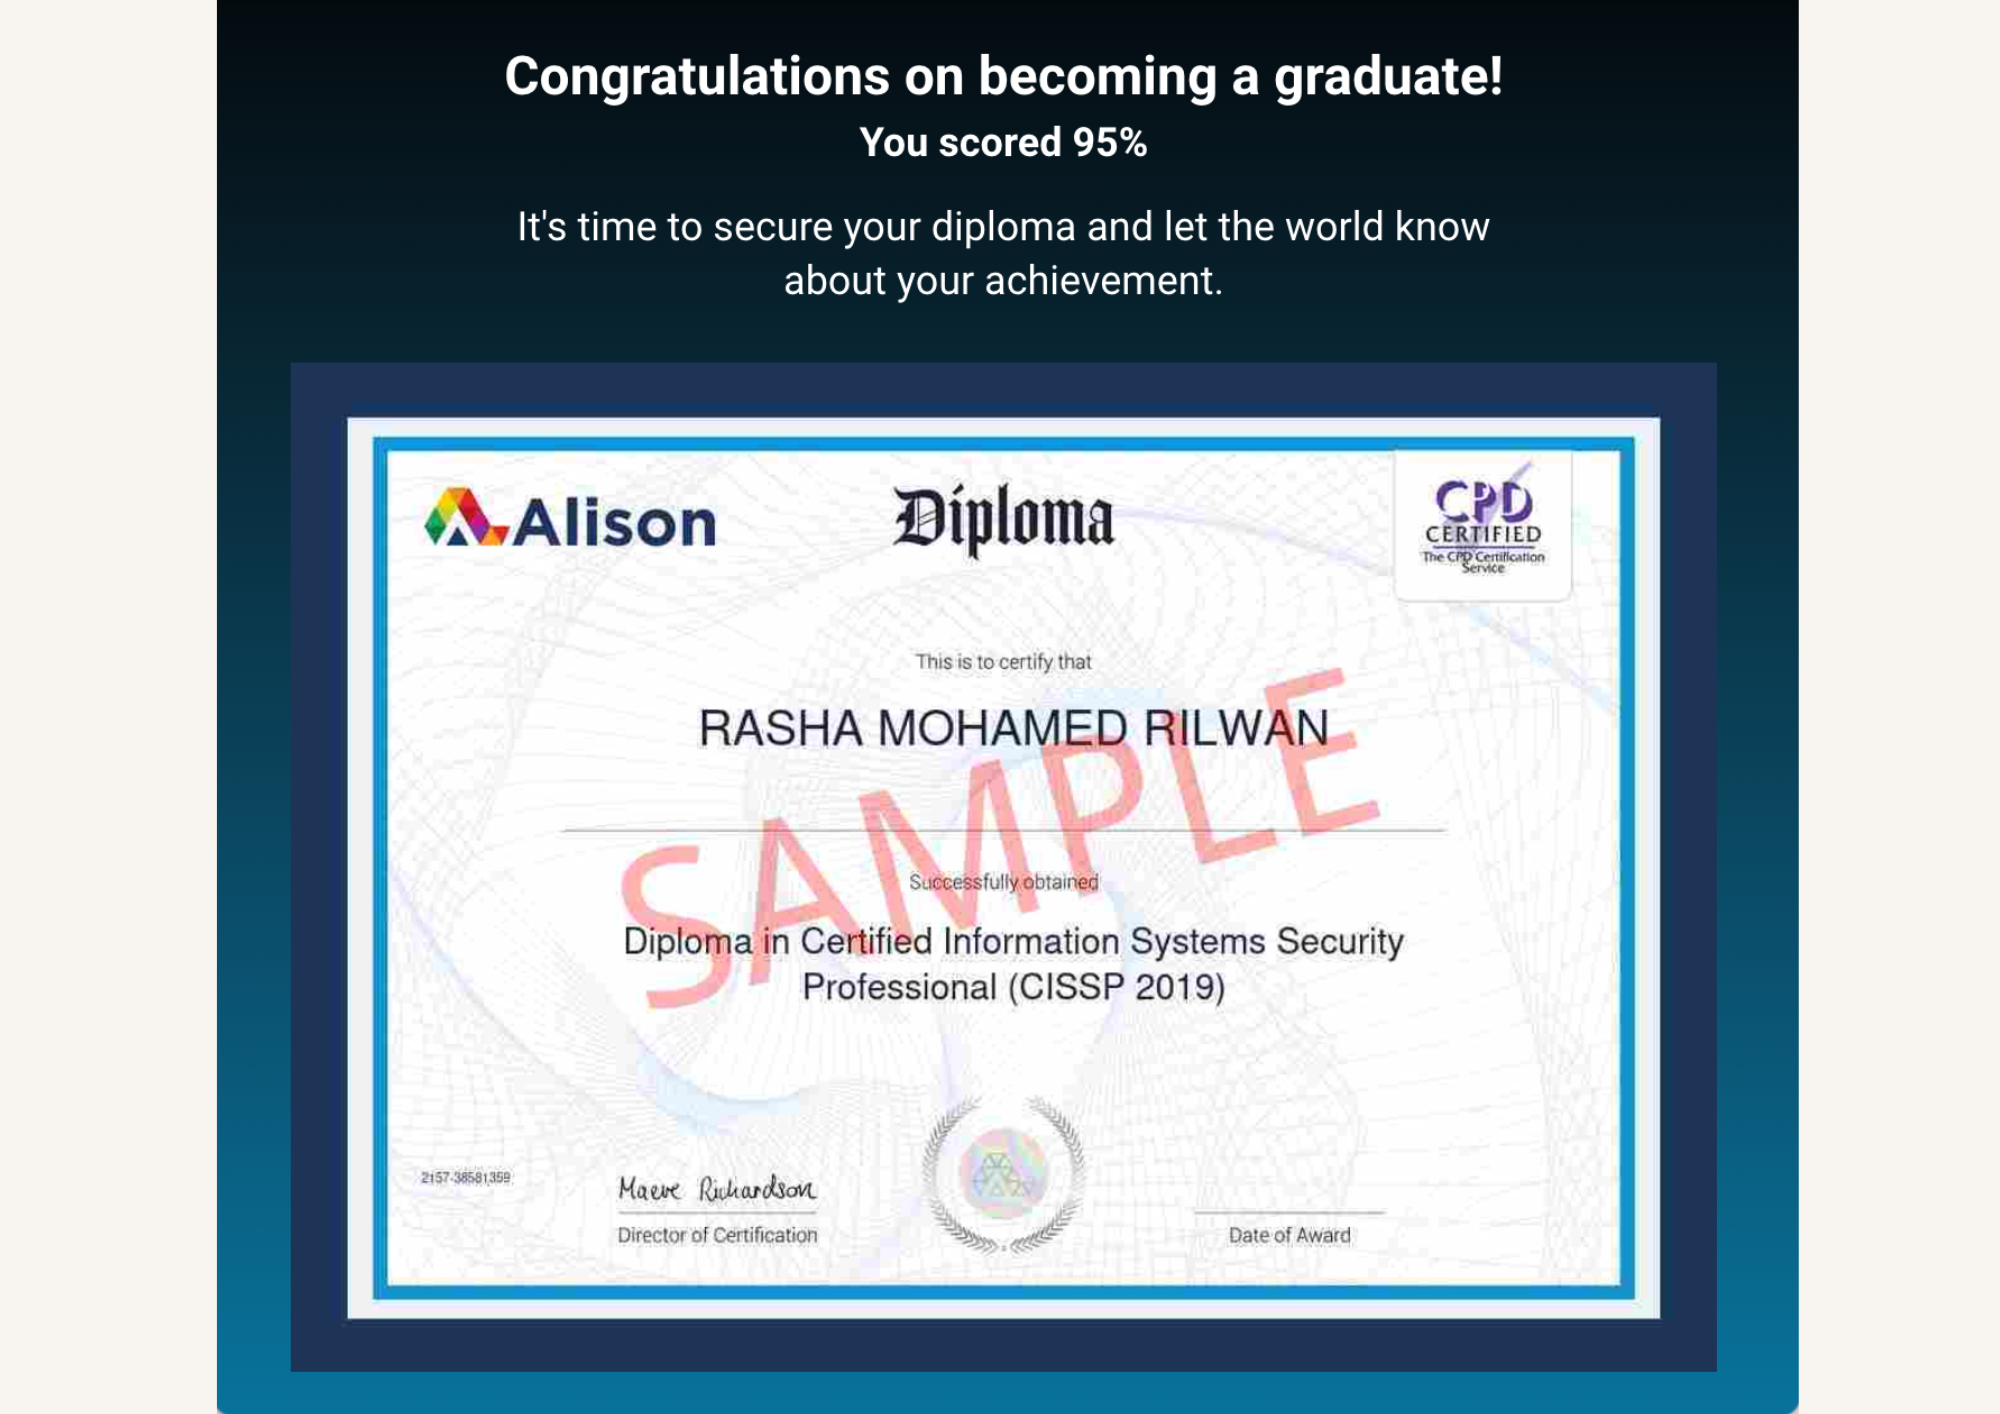 Congratulations on becoming a graduate!
You scored 95%
It's time to secure your diploma and let the world know
about your achievement.
Alison
Diploma
CPD
CERTIFIED
The CPD Certification
Service
This is to certify that
RASHA MOHAMED RILWAN
SAMPLE
Successfully obtained
Diploma in Certified Information Systems Security
Professional (CISSP 2019)
2157-38581359
Maeve Richardson
Director of Certification
Date of Award